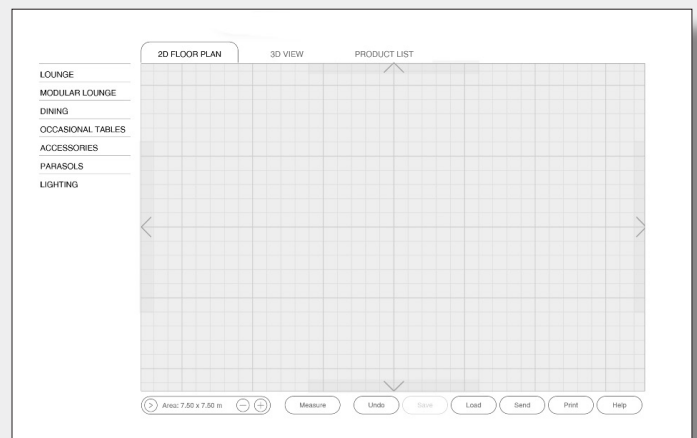 2D FLOOR PLAN 3D VIEW PRODUCT LIST
LOUNGE
MODULAR LOUNGE
DINING
OCCASIONAL TABLES
ACCESSORIES
PARASOLS
LIGHTING
Area: 7.50 x 7.50 m Measure Undo Save Load Send Print Help